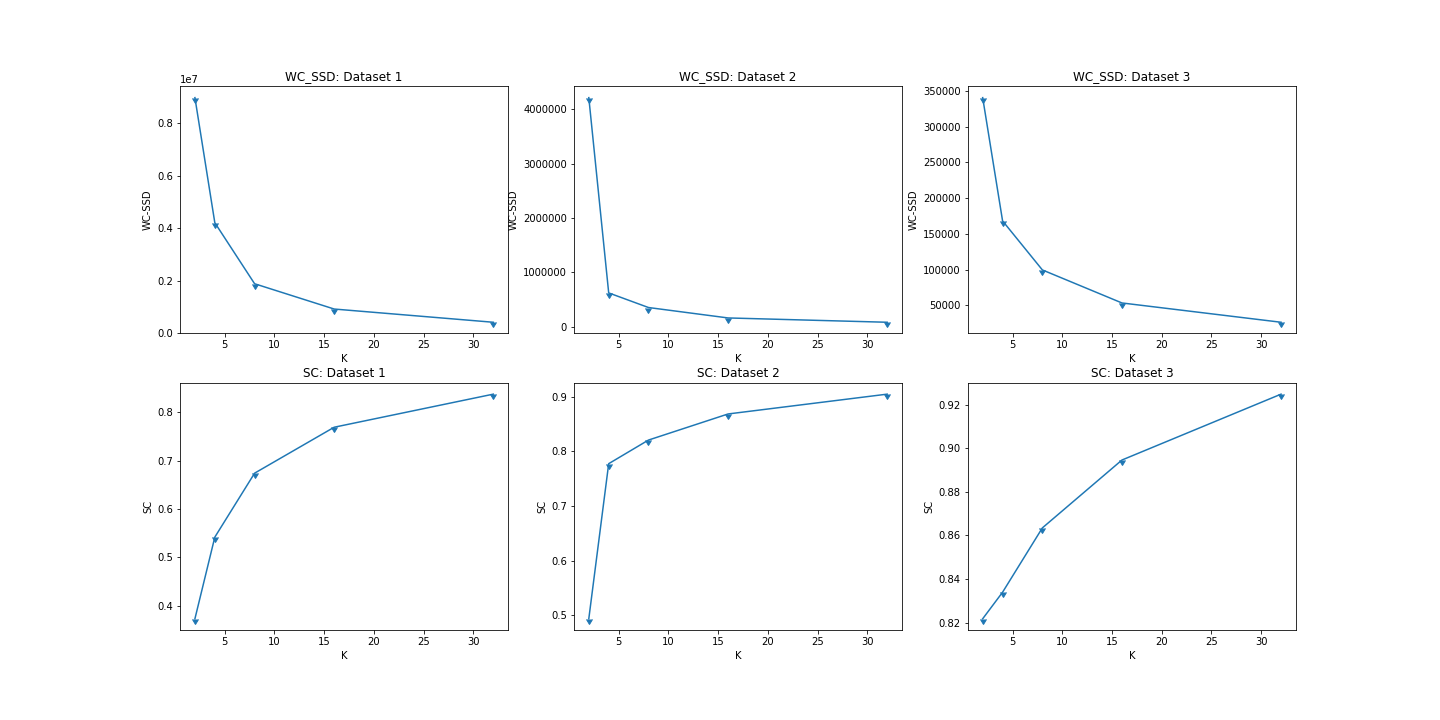 WC_SSD: Dataset 1
1e7
0.8
0.6
0.4
0.2
0.0
WC-SSD
5 10 15 20 25 30
K
WC_SSD: Dataset 2
4000000
3000000
2000000
1000000
0
WC-SSD
5 10 15 20 25 30
K
WC_SSD: Dataset 3
350000
300000
250000
200000
150000
100000
50000
WC-SSD
5 10 15 20 25 30
K
SC: Dataset 1
0.8
0.7
0.6
0.5
0.4
SC
5 10 15 20 25 30
K
SC: Dataset 2
0.9
0.8
0.7
0.6
0.5
SC
5 10 15 20 25 30
K
SC: Dataset 3
0.92
0.90
0.88
0.86
0.84
0.82
SC
5 10 15 20 25 30
K